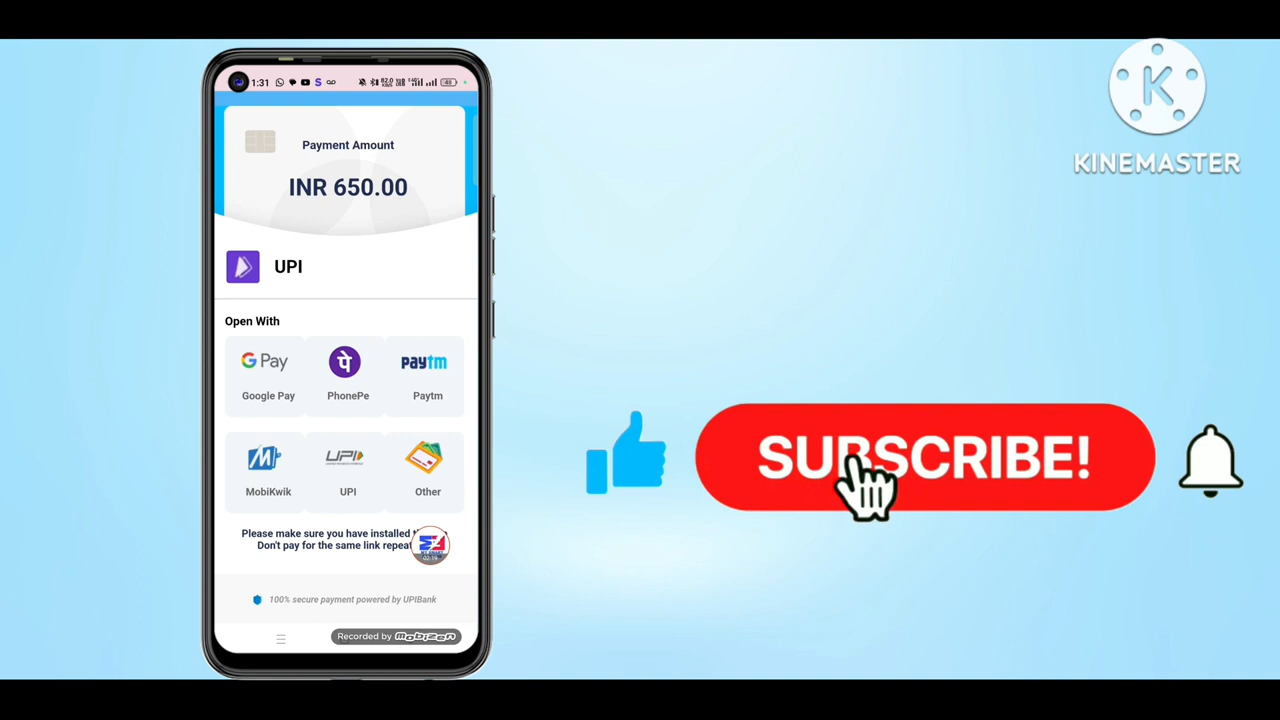 1:31
KINEMASTER
Payment Amount
INR 650.00
UPI
Open With
G Pay
पे
paytm
Google Pay
PhonePe
Paytm
UPI
MobiKwik
UPI
Other
SUBSCRIBE!
Please make sure you have installed
Don't pay for the same link repeat
100% secure payment powered by UPIBank
Recorded by mobizen